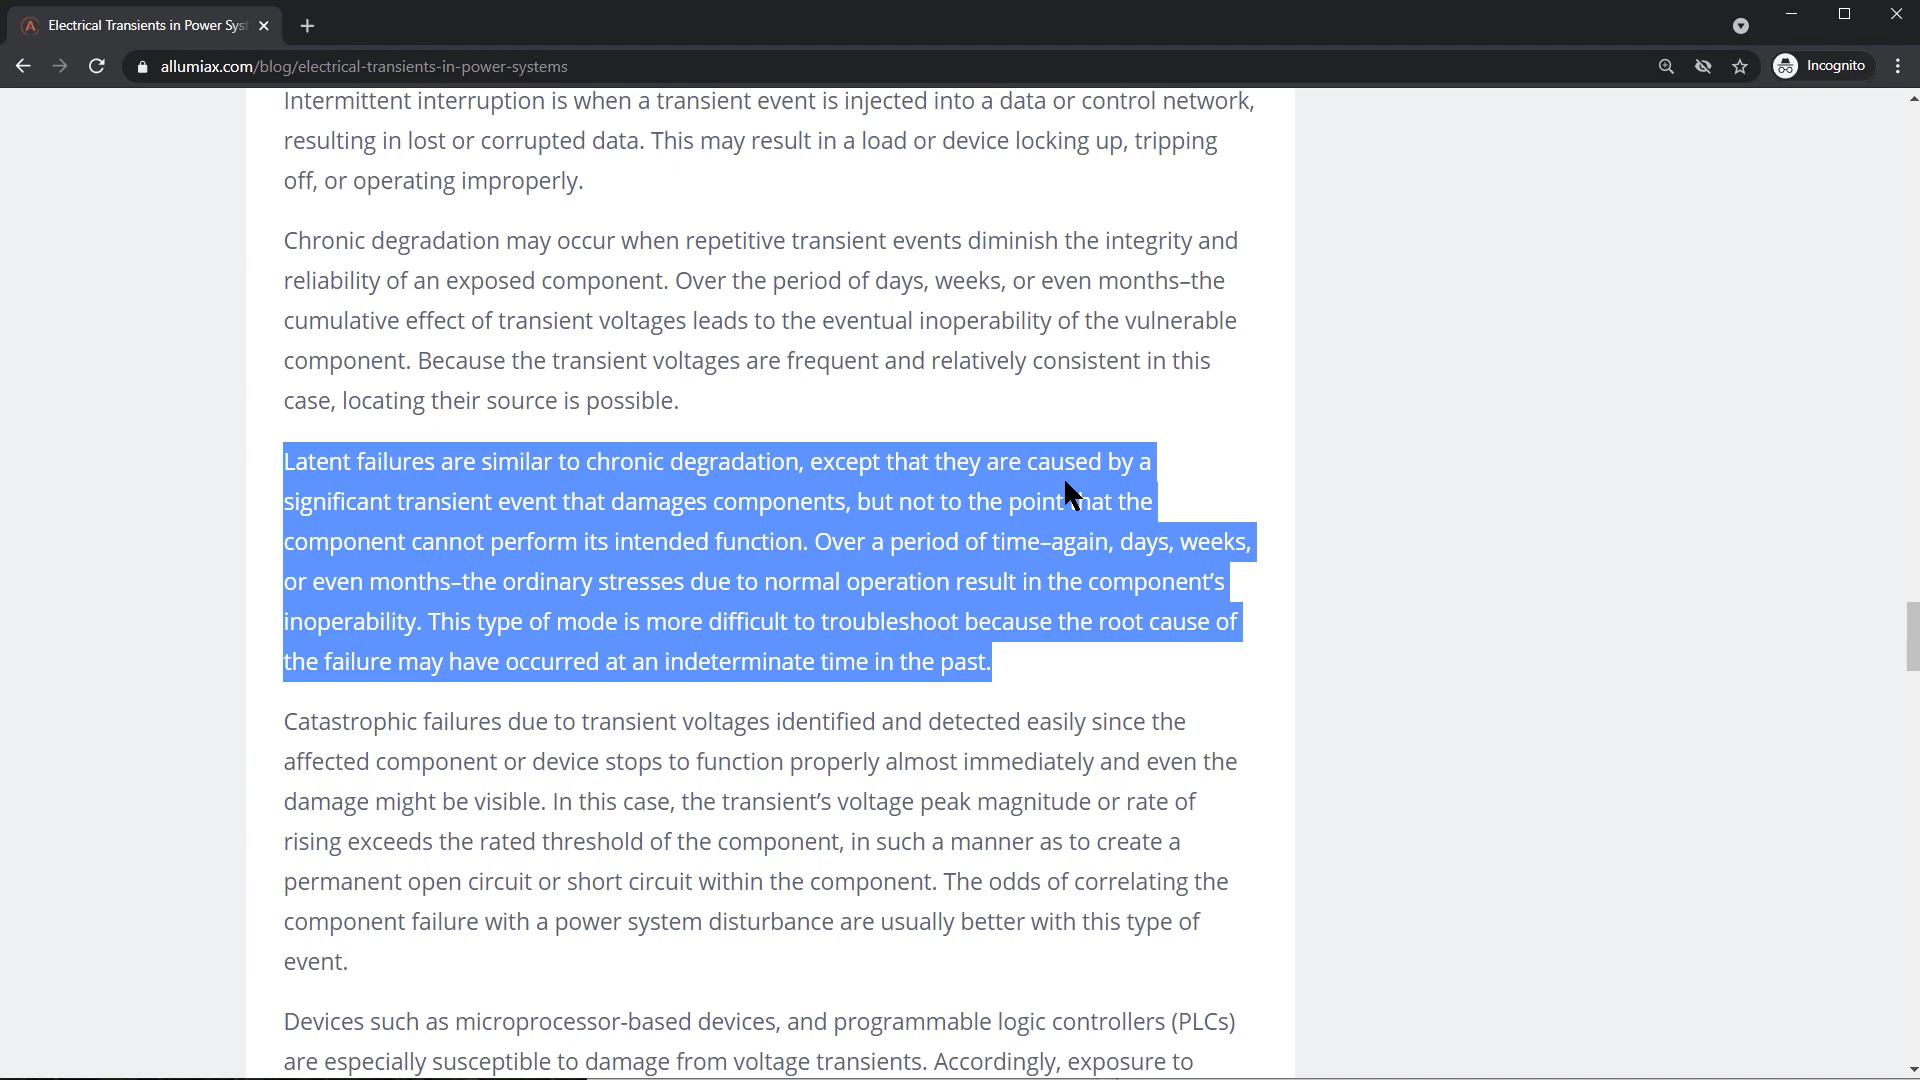 Electrical Transients in Power Sys
allumiax.com/blog/electrical-transients-in-power-systems
Incognito
Intermittent interruption is when a transient event is injected into a data or control network,
resulting in lost or corrupted data. This may result in a load or device locking up, tripping
off, or operating improperly.
Chronic degradation may occur when repetitive transient events diminish the integrity and
reliability of an exposed component. Over the period of days, weeks, or even months–the
cumulative effect of transient voltages leads to the eventual inoperability of the vulnerable
component. Because the transient voltages are frequent and relatively consistent in this
case, locating their source is possible.
Latent failures are similar to chronic degradation, except that they are caused by a
significant transient event that damages components, but not to the point that the
component cannot perform its intended function. Over a period of time–again, days, weeks,
or even months–the ordinary stresses due to normal operation result in the component’s
inoperability. This type of mode is more difficult to troubleshoot because the root cause of
the failure may have occurred at an indeterminate time in the past.
Catastrophic failures due to transient voltages identified and detected easily since the
affected component or device stops to function properly almost immediately and even the
damage might be visible. In this case, the transient’s voltage peak magnitude or rate of
rising exceeds the rated threshold of the component, in such a manner as to create a
permanent open circuit or short circuit within the component. The odds of correlating the
component failure with a power system disturbance are usually better with this type of
event.
Devices such as microprocessor-based devices, and programmable logic controllers (PLCs)
are especially susceptible to damage from voltage transients. Accordingly, exposure to